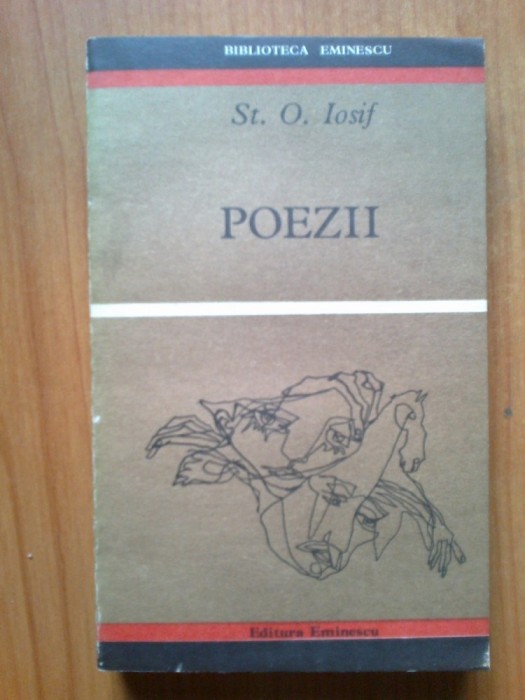 BIBLIOTECA EMINESCU
St. O. Iosif
POEZII
Editura Eminescu